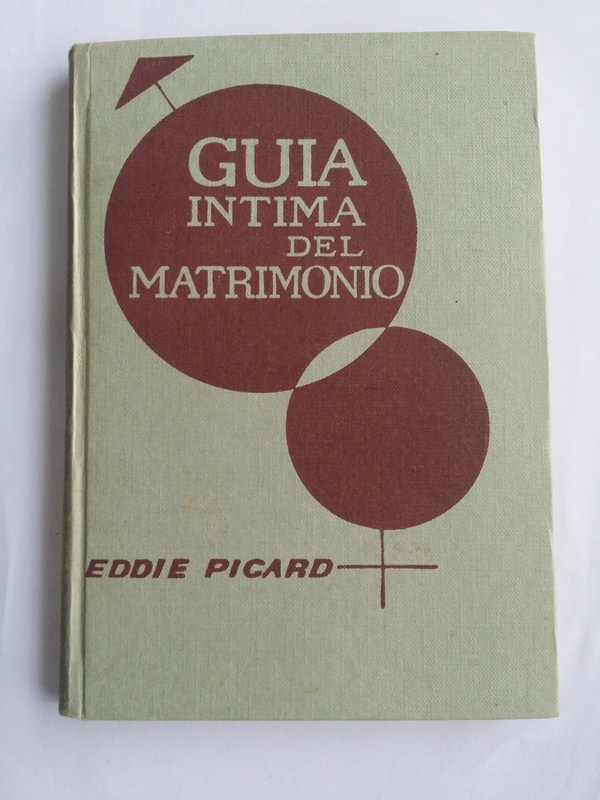 GUIA
INTIMA
DEL
MATRIMONIO
EDDIE PICARD